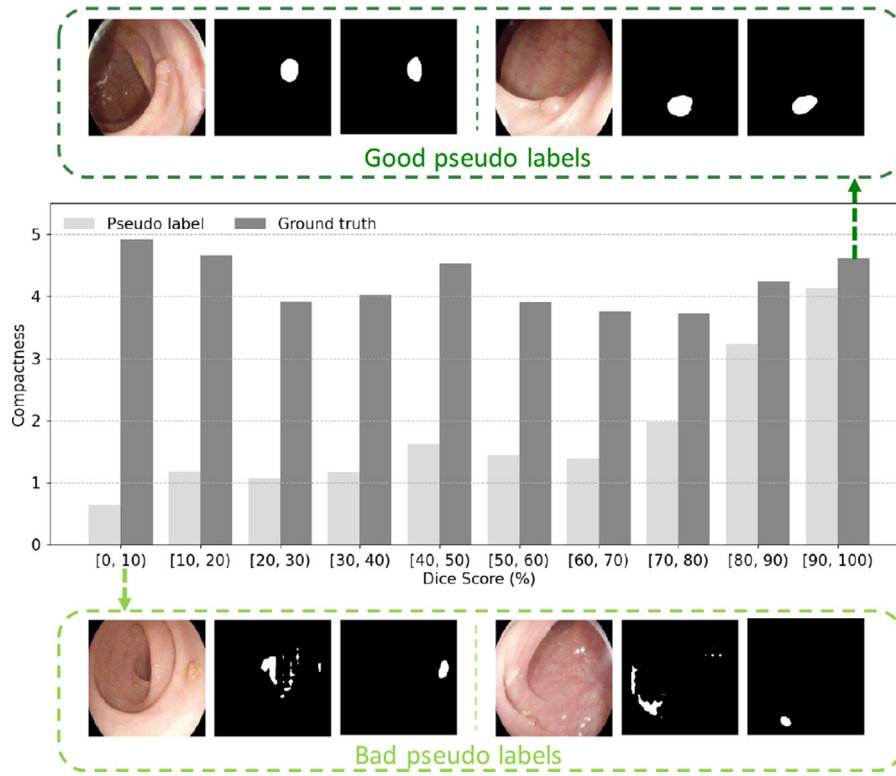 Good pseudo labels
Pseudo label
Ground truth
5
4
3
2
1
0
Compactness
[0, 10) [10, 20) [20, 30) [30, 40) [40, 50) [50, 60) [60, 70) [70, 80) [80, 90) [90, 100)
Dice Score (%)
Bad pseudo labels